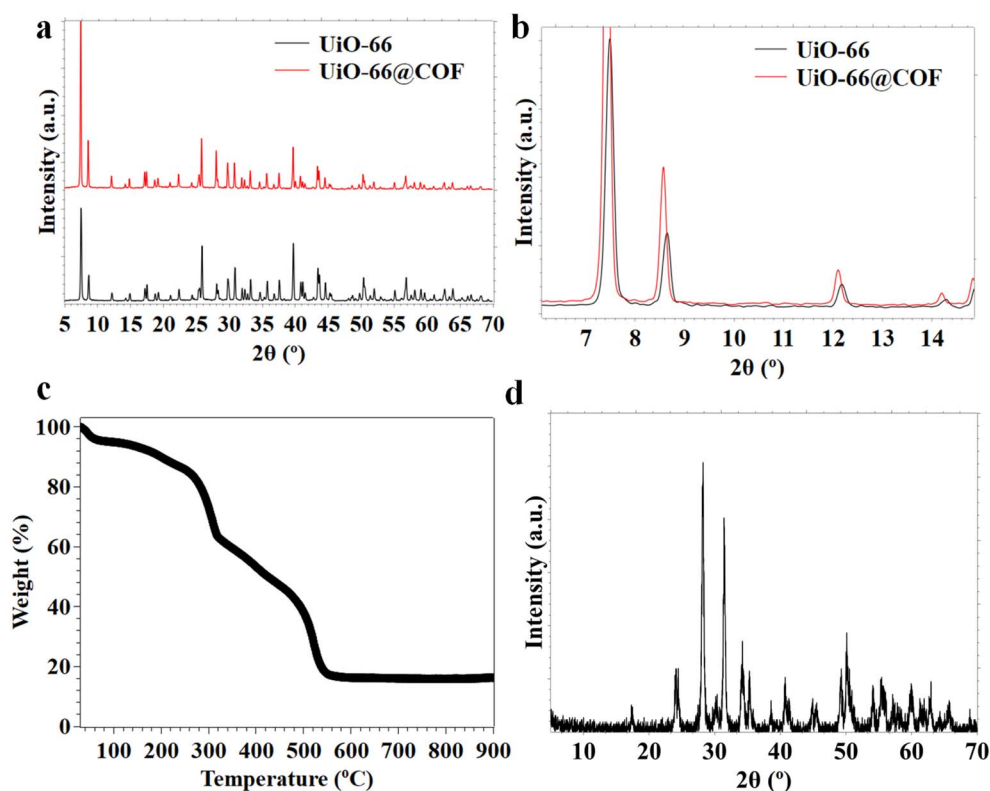 a
UiO-66
UiO-66@COF
Intensity (a.u.)
5 10 15 20 25 30 35 40 45 50 55 60 65 70
2θ (º)
b
UiO-66
UiO-66@COF
Intensity (a.u.)
7 8 9 10 11 12 13 14
2θ (º)
c
100
80
60
40
20
0
Weight (%)
100 200 300 400 500 600 700 800 900
Temperature (⁰C)
d
Intensity (a.u.)
20 30 40 50 60 70
2θ (º)